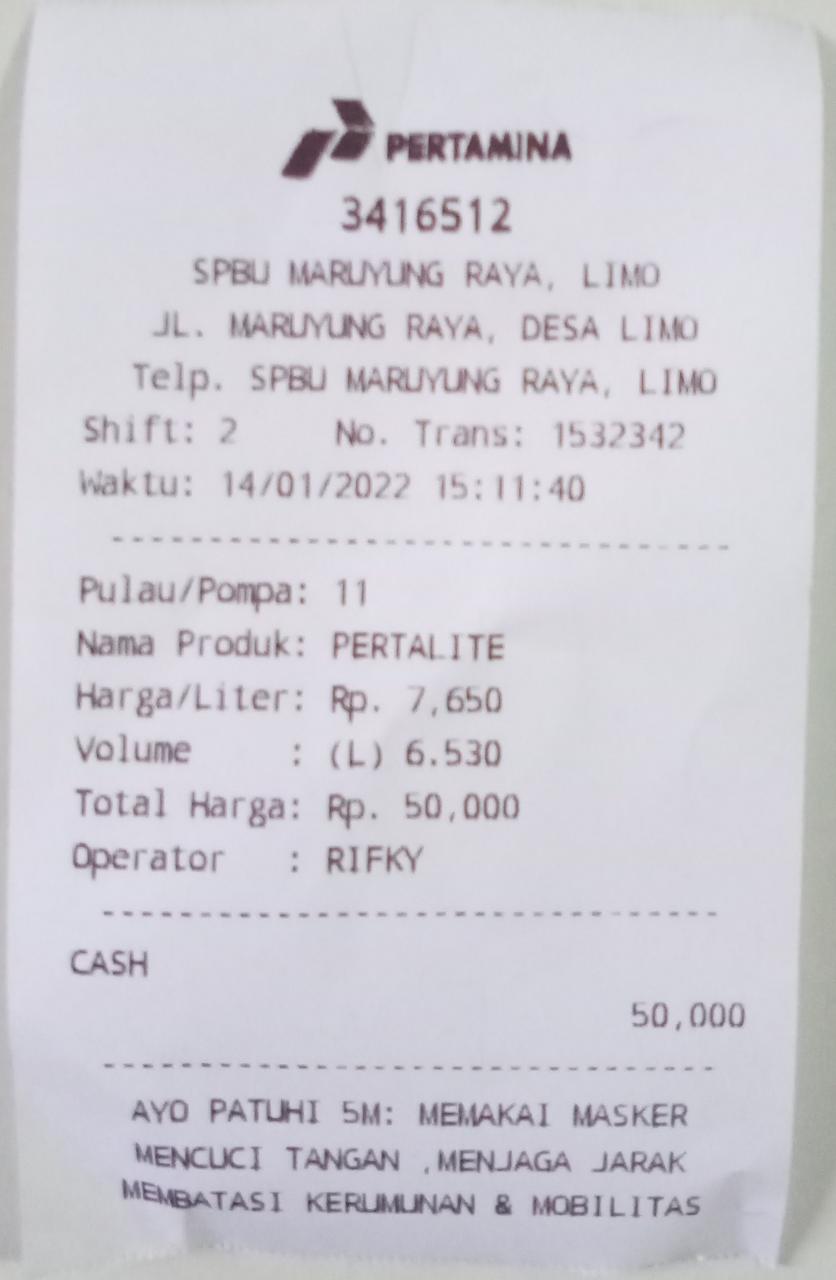 PERTAMINA
3416512
SPBU MARUYUNG RAYA, LIMO
JL. MARUYUNG RAYA, DESA LIMO
Telp. SPBU MARUYUNG RAYA, LIMO
Shift: 2 No. Trans: 1532342
Waktu: 14/01/2022 15:11:40
--------------------------------
Pulau/Pompa: 11
Nama Produk: PERTALITE
Harga/Liter: Rp. 7,650
Volume : (L) 6.530
Total Harga: Rp. 50,000
Operator : RIFKY
--------------------------------
CASH
50,000
--------------------------------
AYO PATUHI 5M: MEMAKAI MASKER
MENCUCI TANGAN ,MENJAGA JARAK
MEMBATASI KERUMUNAN & MOBILITAS